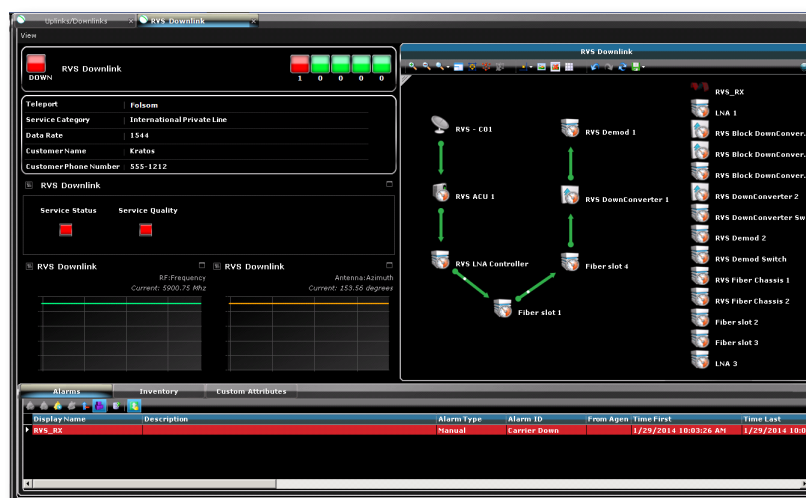 Uplinks/Downlinks
RVS Downlink
View
RVS Downlink
DOWN
1 0 0 0 0
Teleport Folsom
Service Category International Private Line
Data Rate 1544
Customer Name Kratos
Customer Phone Number 555-1212
RVS Downlink
Service Status Service Quality
RVS Downlink
RF:Frequency
Current: 5900.75 Mhz
RVS Downlink
Antenna:Azimuth
Current: 153.56 degrees
RVS Downlink
RVS - C01
RVS ACU 1
RVS LNA Controller
Fiber slot 1
Fiber slot 4
RVS DownConverter 1
RVS Demod 1
RVS_RX
LNA 1
RVS Block DownConver.
RVS Block DownConver.
RVS Block DownConver.
RVS DownConverter 2
RVS DownConverter Sw
RVS Demod 2
RVS Demod Switch
RVS Fiber Chassis 1
RVS Fiber Chassis 2
Fiber slot 2
Fiber slot 3
LNA 3
Alarms Inventory Custom Attributes
Display Name Description Alarm Type Alarm ID From Agen Time First Time Last
RVS_RX Manual Carrier Down 1/29/2014 10:03:26 AM 1/29/2014 10:0